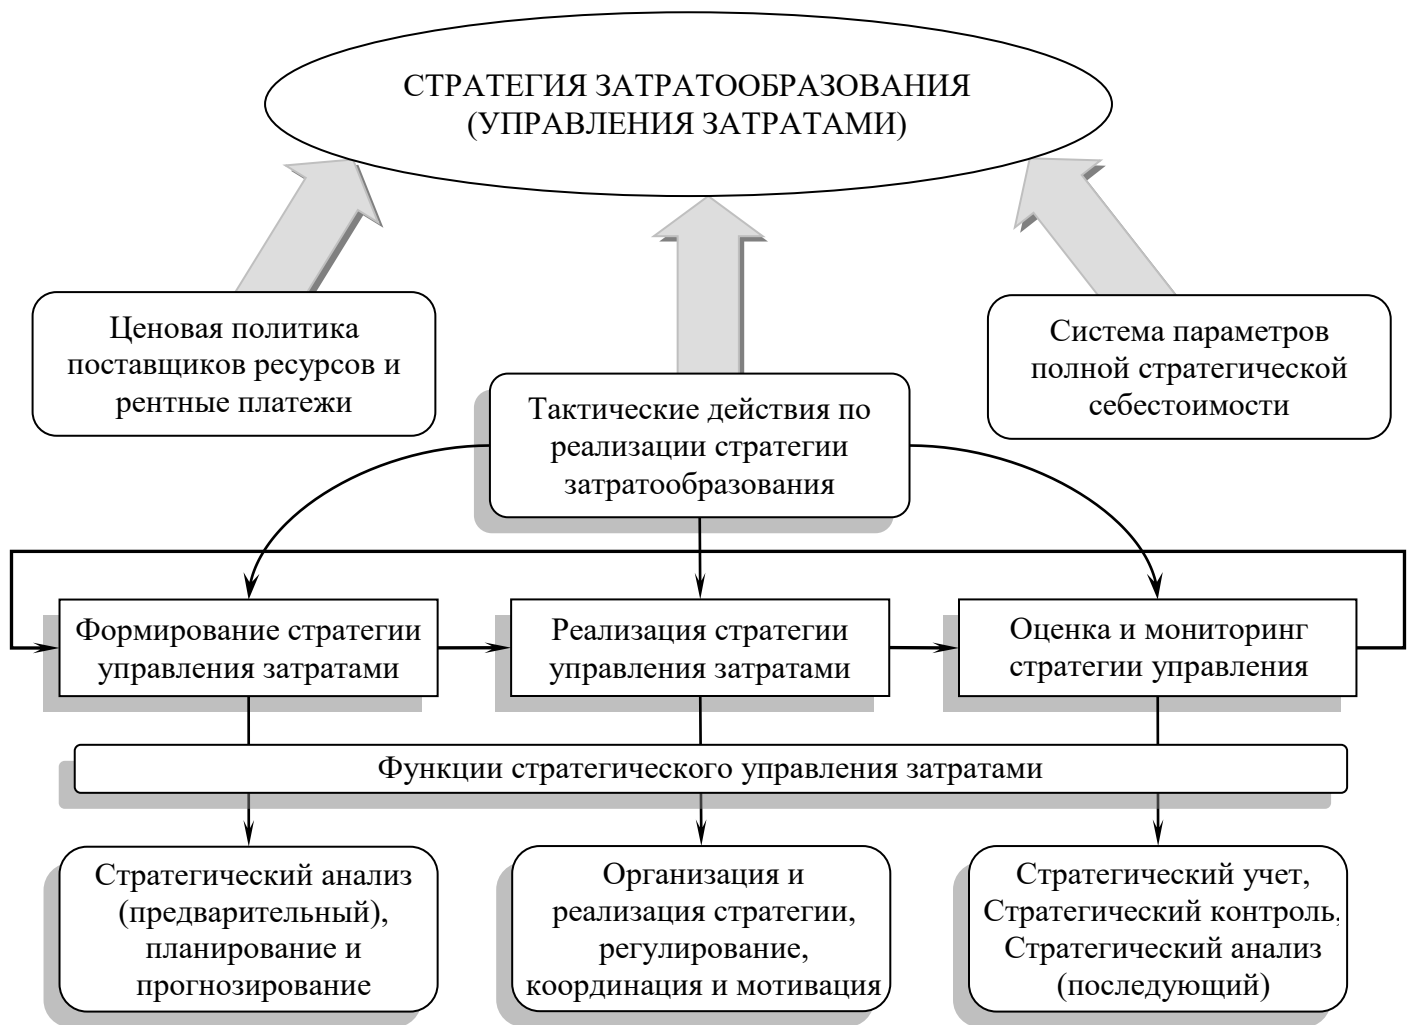 СТРАТЕГИЯ ЗАТРАТООБРАЗОВАНИЯ
(УПРАВЛЕНИЯ ЗАТРАТАМИ)
Ценовая политика
поставщиков ресурсов и
рентные платежи
Тактические действия по
реализации стратегии
затратообразования
Система параметров
полной стратегической
себестоимости
Формирование стратегии
управления затратами
Реализация стратегии
управления затратами
Оценка и мониторинг
стратегии управления
Функции стратегического управления затратами
Стратегический анализ
(предварительный),
планирование и
прогнозирование
Организация и
реализация стратегии,
регулирование,
координация и мотивация
Стратегический учет,
Стратегический контроль,
Стратегический анализ
(последующий)